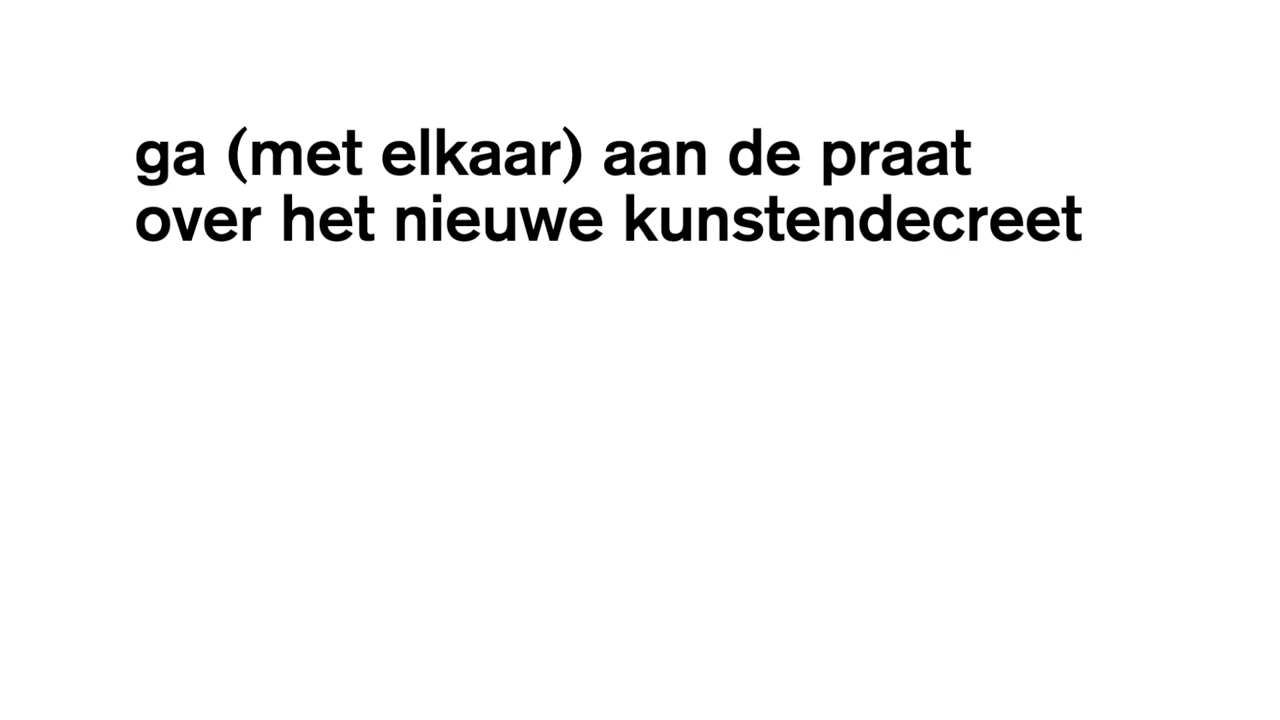 ga (met elkaar) aan de praat
over het nieuwe kunstendecreet